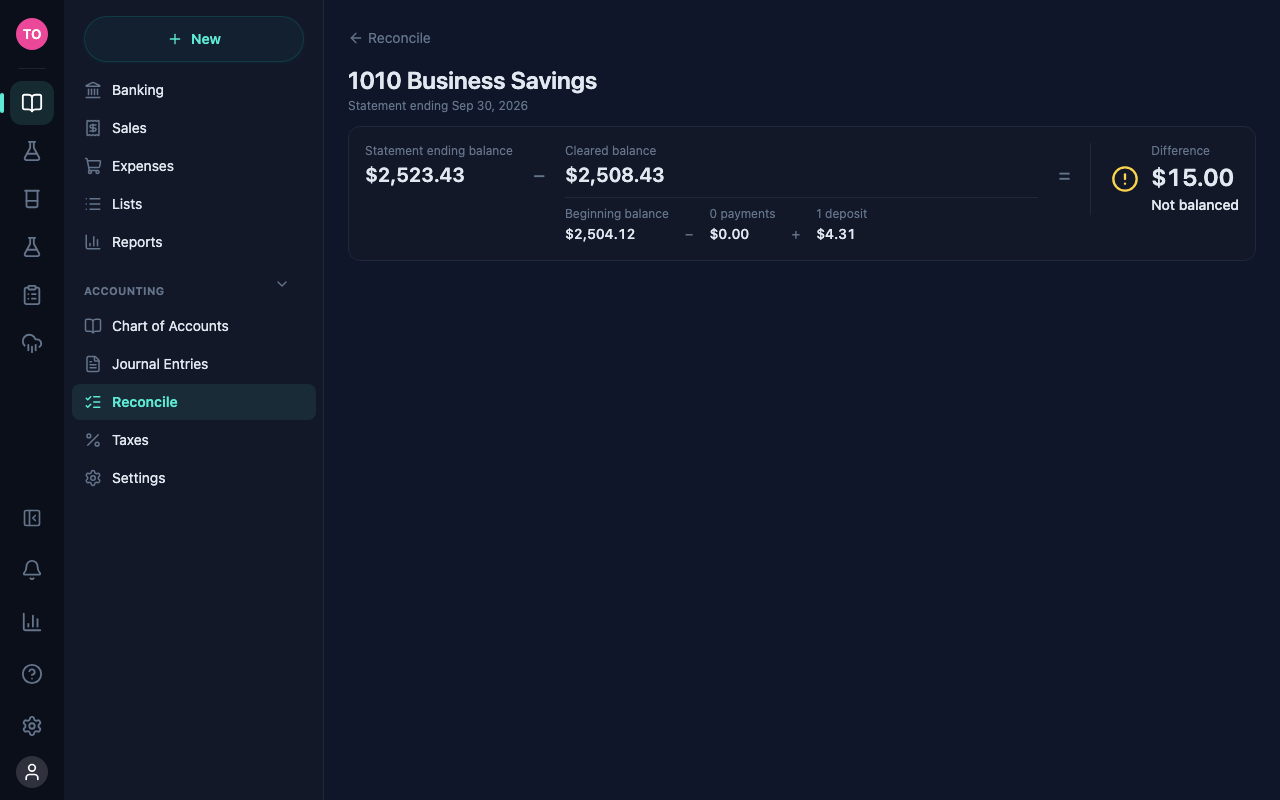 TO
+ New
Banking
Sales
Expenses
Lists
Reports
ACCOUNTING
Chart of Accounts
Journal Entries
Reconcile
Taxes
Settings
← Reconcile
1010 Business Savings
Statement ending Sep 30, 2026
Statement ending balance
$2,523.43
–
Cleared balance
$2,508.43
Beginning balance
$2,504.12
–
0 payments
$0.00
+
1 deposit
$4.31
=
Difference
$15.00
Not balanced